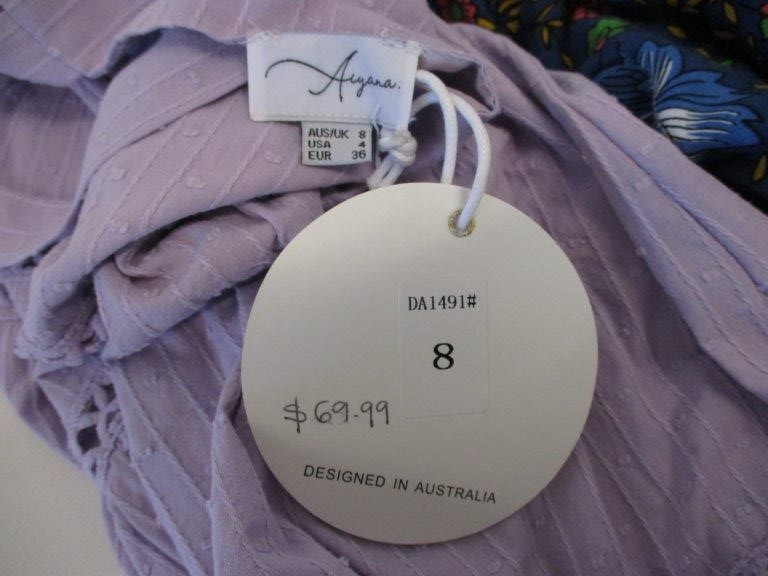 Aiyana.
AUS/UK 8
USA 4
EUR 36
DA1491#
8
$69.99
DESIGNED IN AUSTRALIA